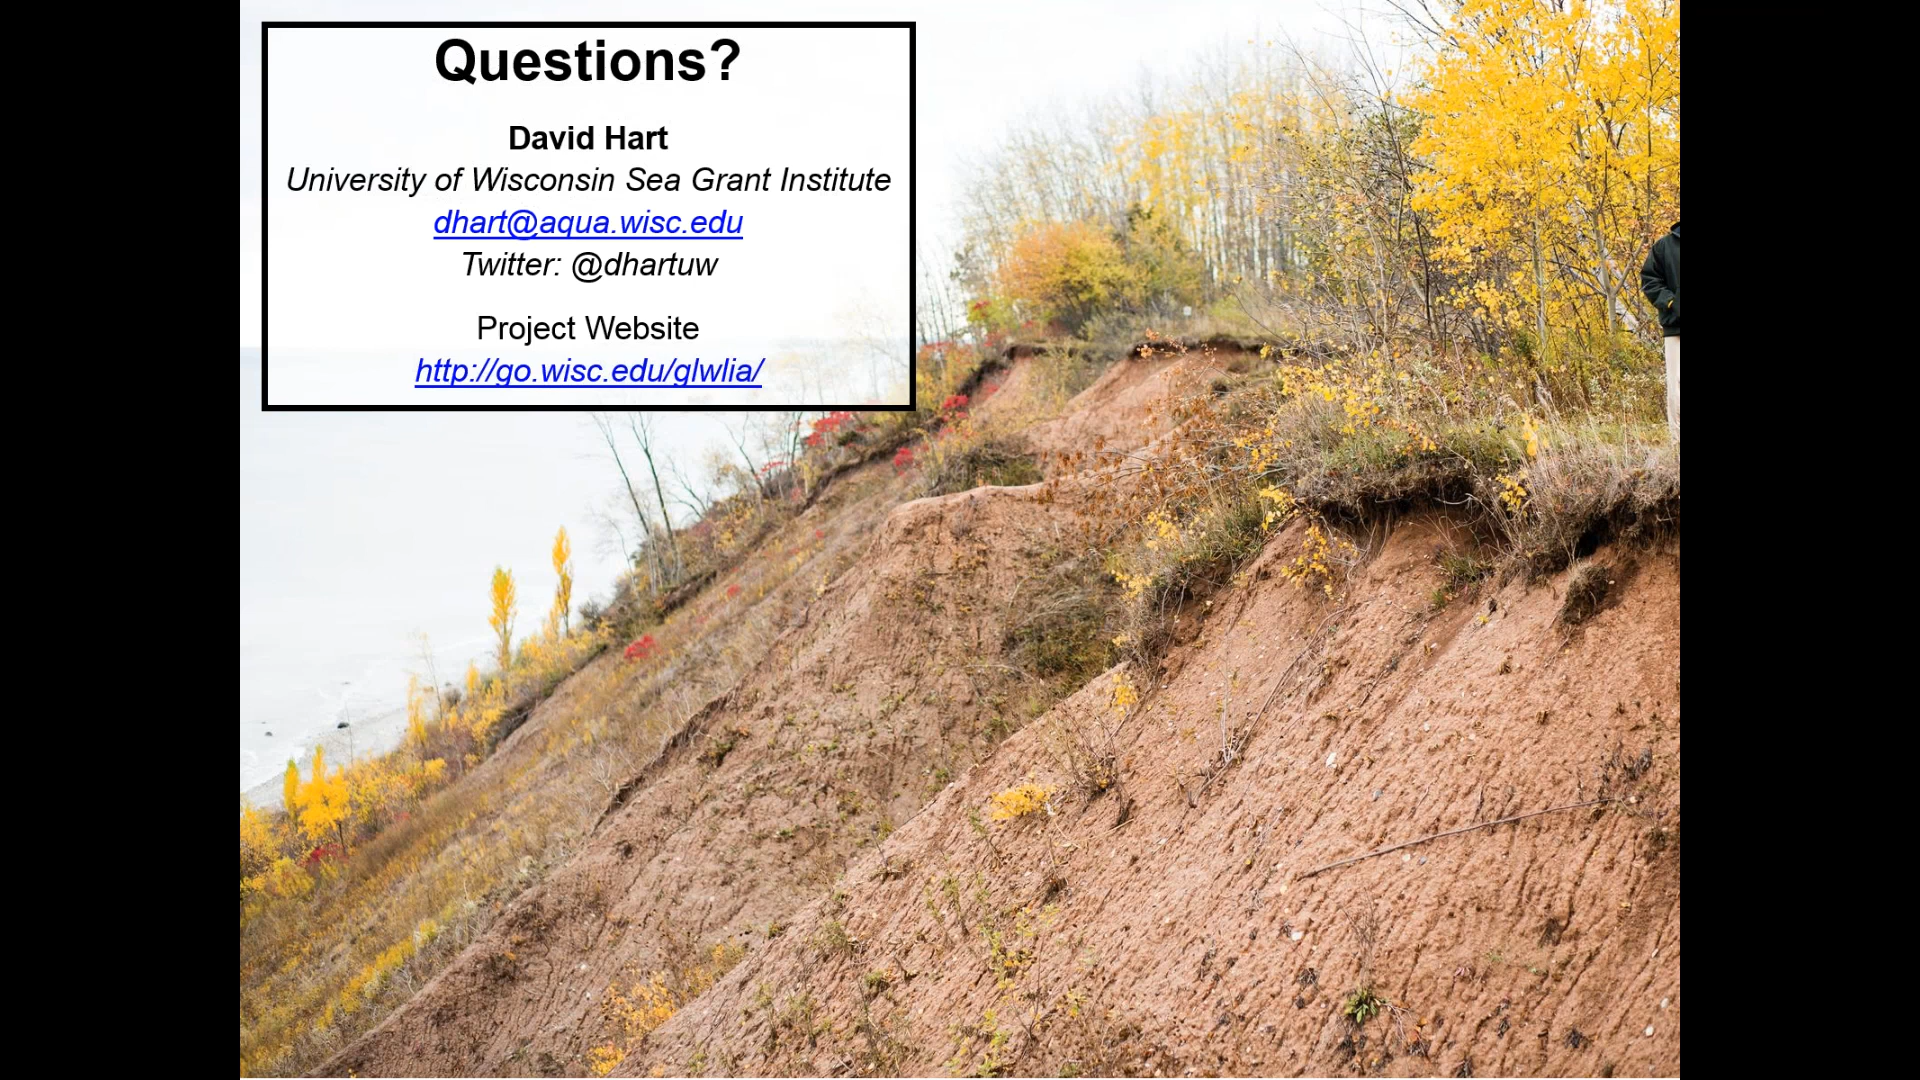 Questions?
David Hart
University of Wisconsin Sea Grant Institute
dhart@aqua.wisc.edu
Twitter: @dhartuw
Project Website
http://go.wisc.edu/glwlia/